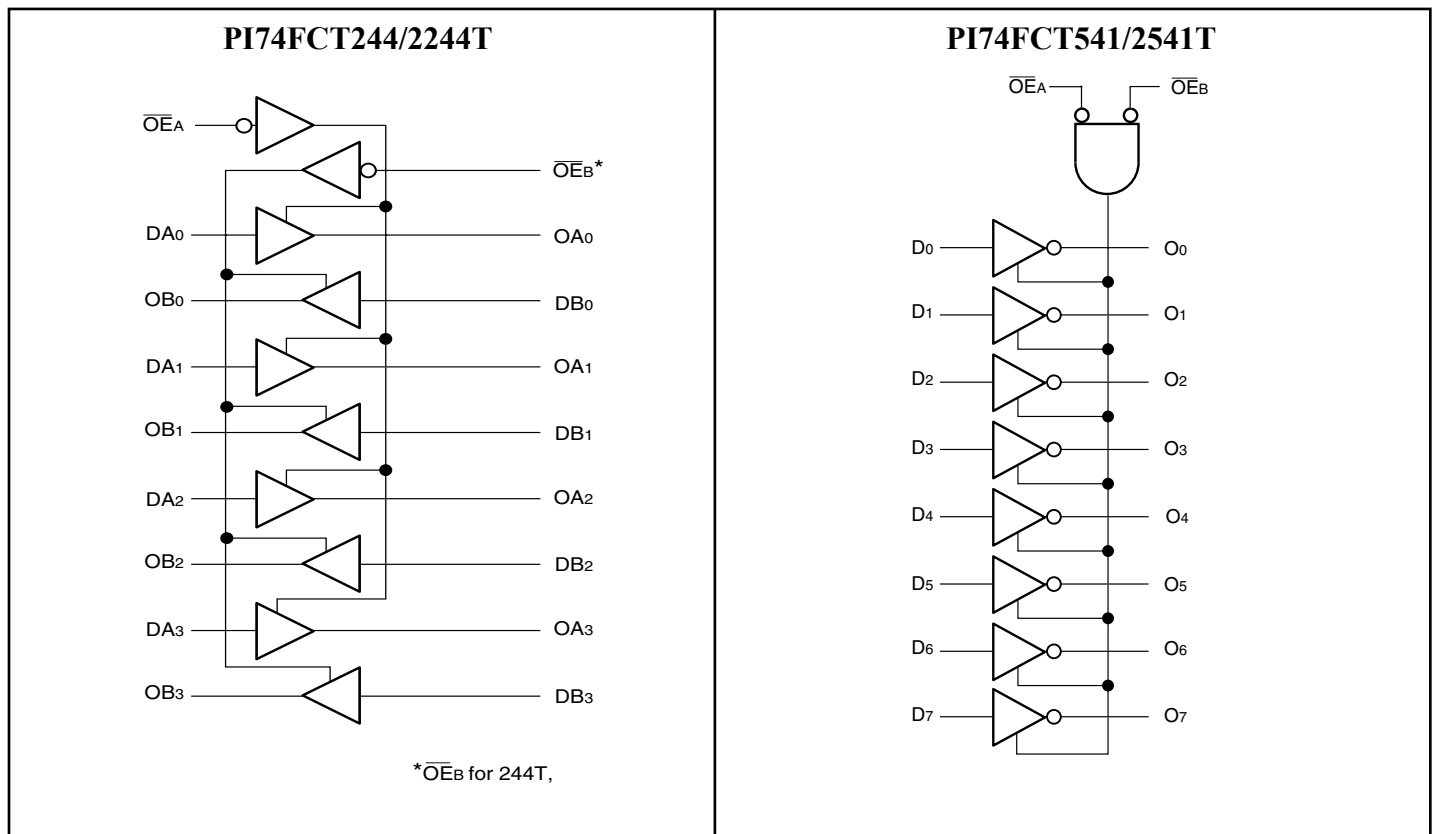 PI74FCT244/2244T
OEA
OEB*
DA0 OA0
OB0 DB0
DA1 OA1
OB1 DB1
DA2 OA2
OB2 DB2
DA3 OA3
OB3 DB3
*OEB for 244T,
PI74FCT541/2541T
OEA OEB
D0 O0
D1 O1
D2 O2
D3 O3
D4 O4
D5 O5
D6 O6
D7 O7